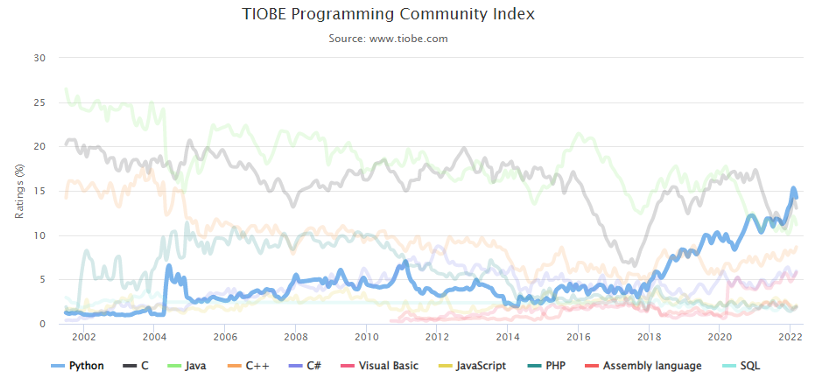 TIOBE Programming Community Index
Source: www.tiobe.com
Ratings (%)
30
25
20
15
10
5
0
2002 2004 2006 2008 2010 2012 2014 2016 2018 2020 2022
Python C Java C++ C# Visual Basic JavaScript PHP Assembly language SQL